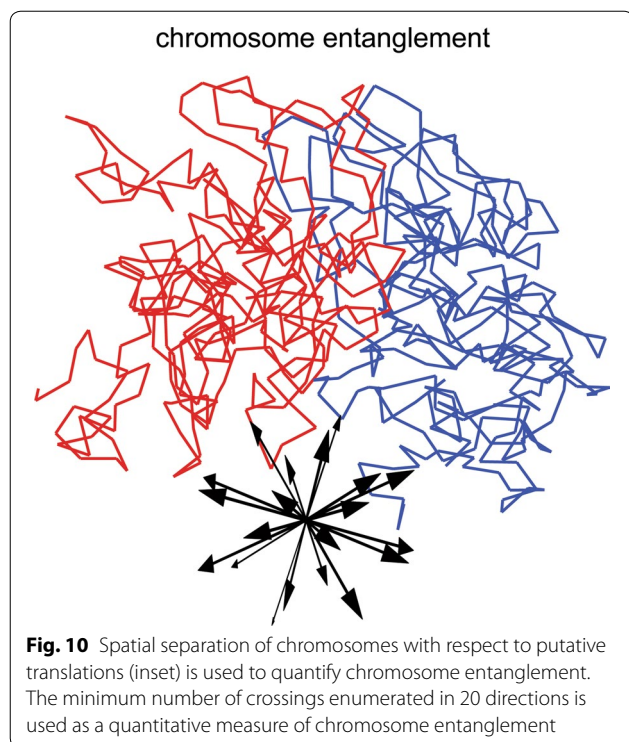 chromosome entanglement
Fig. 10 Spatial separation of chromosomes with respect to putative
translations (inset) is used to quantify chromosome entanglement.
The minimum number of crossings enumerated in 20 directions is
used as a quantitative measure of chromosome entanglement